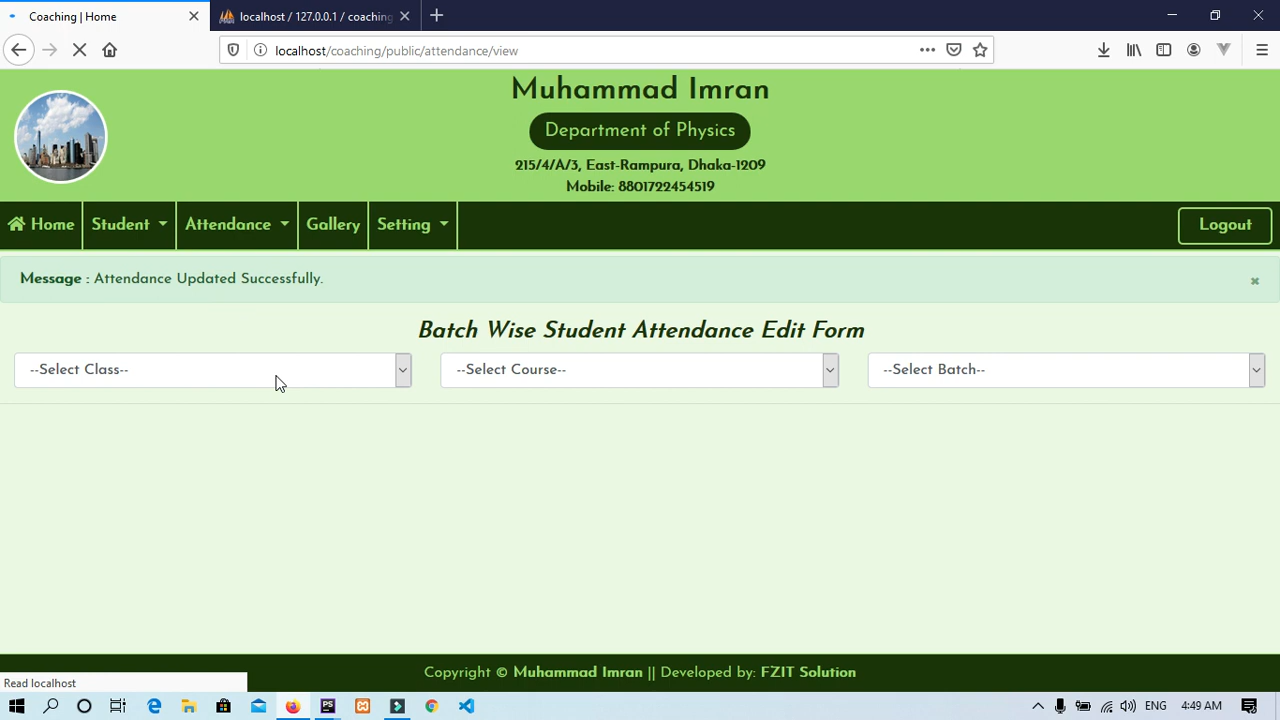 Coaching | Home
localhost / 127.0.0.1 / coaching
localhost/coaching/public/attendance/view
Muhammad Imran
Department of Physics
215/4/A/3, East-Rampura, Dhaka-1209
Mobile: 8801722454519
Home Student Attendance Gallery Setting Logout
Message : Attendance Updated Successfully.
Batch Wise Student Attendance Edit Form
--Select Class-- --Select Course-- --Select Batch--
Copyright © Muhammad Imran || Developed by: FZIT Solution
Read localhost
ENG 4:49 AM